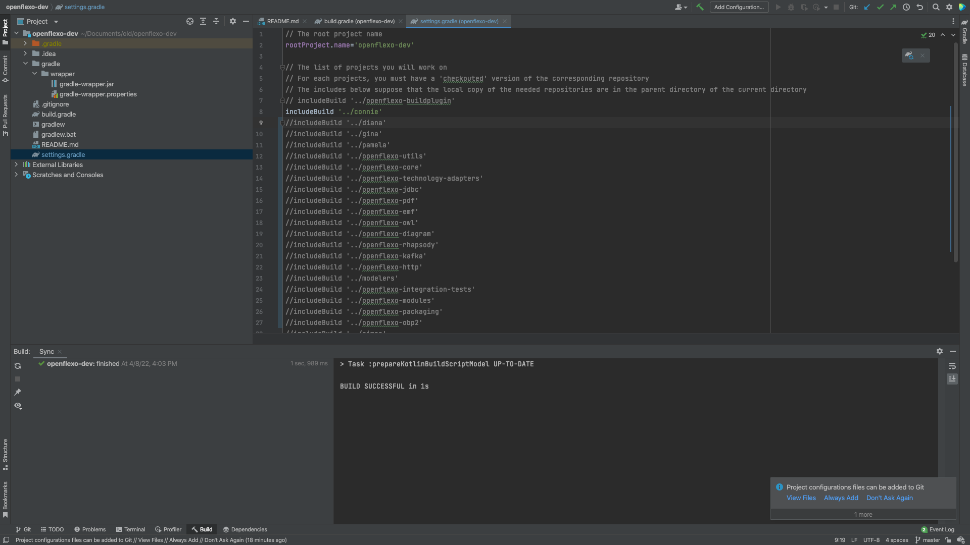 openflexo-dev
settings.gradle
Add Configuration...
Git:
Project
README.md
build.gradle (openflexo-dev)
settings.gradle (openflexo-dev)
openflexo-dev ~/Documents/ok/openflexo-dev
.gradle
.idea
gradle
wrapper
gradle-wrapper.jar
gradle-wrapper.properties
.gitignore
build.gradle
gradlew
gradlew.bat
README.md
settings.gradle
External Libraries
Scratches and Consoles
Project
Commit
Pull Requests
Structure
Bookmarks
Gradle
Database
20
1 // The root project name
2 rootProject.name='openflexo-dev'
3
4 // The list of projects you will work on
5 // For each projects, you must have a 'checkouted' version of the corresponding repository
6 // The includes below suppose that the local copy of the needed repositories are in the parent directory of the current directory
7 // includeBuild '../openflexo-buildplugin'
8 includeBuild '../connie'
//includeBuild '../diana'
10 //includeBuild '../gina'
11 //includeBuild '../pamela'
12 //includeBuild '../openflexo-utils'
13 //includeBuild '../openflexo-core'
14 //includeBuild '../openflexo-technology-adapters'
15 //includeBuild '../openflexo-jdbc'
16 //includeBuild '../openflexo-pdf'
17 //includeBuild '../openflexo-emf'
18 //includeBuild '../openflexo-owl'
19 //includeBuild '../openflexo-diagram'
20 //includeBuild '../openflexo-rhapsody'
21 //includeBuild '../openflexo-kafka'
22 //includeBuild '../openflexo-http'
23 //includeBuild '../modelers'
24 //includeBuild '../openflexo-integration-tests'
25 //includeBuild '../openflexo-modules'
26 //includeBuild '../openflexo-packaging'
27 //includeBuild '../openflexo-obp2'
Build: Sync
openflexo-dev: finished At 4/8/22, 4:03 PM
1 sec, 989 ms
> Task :prepareKotlinBuildScriptModel UP-TO-DATE
BUILD SUCCESSFUL in 1s
Project configurations files can be added to Git
View Files Always Add Don't Ask Again
1 more
Git TODO Problems Terminal Profiler Build Dependencies
Event Log
Project configurations files can be added to Git // View Files // Always Add // Don't Ask Again (18 minutes ago)
9:19 LF UTF-8 4 spaces master